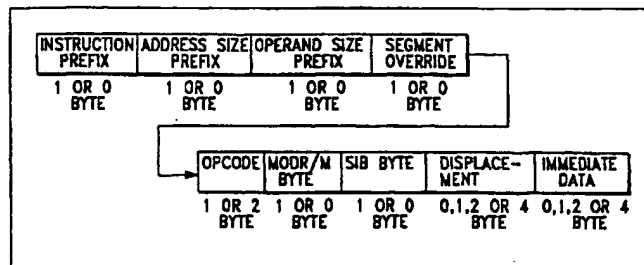 INSTRUCTION PREFIX
ADDRESS SIZE PREFIX
OPERAND SIZE PREFIX
SEGMENT OVERRIDE
1 OR 0 BYTE
1 OR 0 BYTE
1 OR 0 BYTE
1 OR 0 BYTE
OPCODE
MODR/M BYTE
SIB BYTE
DISPLACE-MENT
IMMEDIATE DATA
1 OR 2 BYTE
1 OR 0 BYTE
1 OR 0 BYTE
0,1,2 OR 4 BYTE
0,1,2 OR 4 BYTE